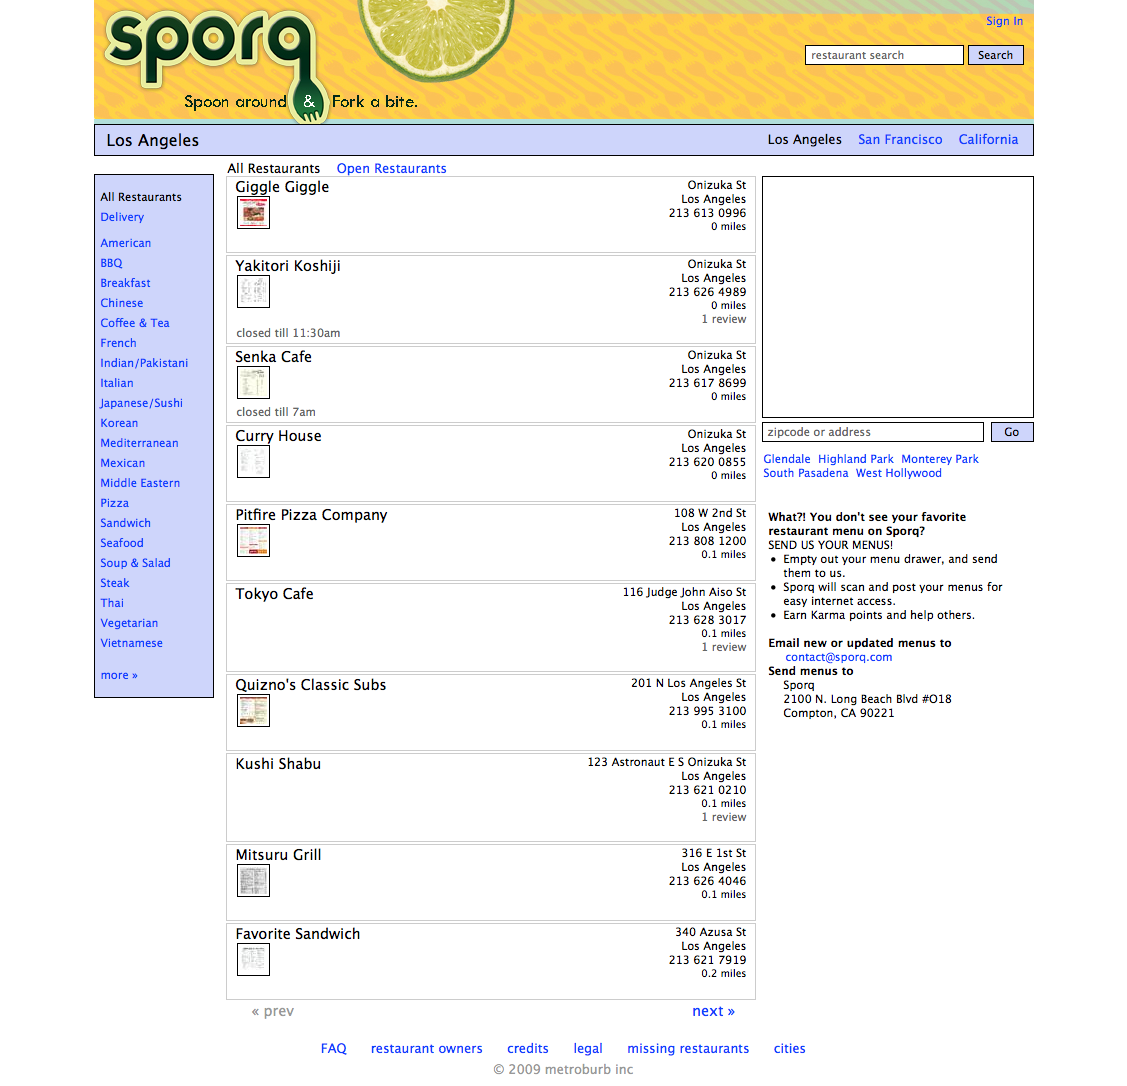 sporq
Spoon around & Fork a bite.
Sign In
restaurant search Search
Los Angeles
Los Angeles San Francisco California
All Restaurants
Delivery
American
BBQ
Breakfast
Chinese
Coffee & Tea
French
Indian/Pakistani
Italian
Japanese/Sushi
Korean
Mediterranean
Mexican
Middle Eastern
Pizza
Sandwich
Seafood
Soup & Salad
Steak
Thai
Vegetarian
Vietnamese
more »
All Restaurants Open Restaurants
Giggle Giggle
Onizuka St
Los Angeles
213 613 0996
0 miles
Yakitori Koshiji
Onizuka St
Los Angeles
213 626 4989
0 miles
1 review
closed till 11:30am
Senka Cafe
Onizuka St
Los Angeles
213 617 8699
0 miles
closed till 7am
Curry House
Onizuka St
Los Angeles
213 620 0855
0 miles
Pitfire Pizza Company
108 W 2nd St
Los Angeles
213 808 1200
0.1 miles
Tokyo Cafe
116 Judge John Aiso St
Los Angeles
213 628 3017
0.1 miles
1 review
Quizno's Classic Subs
201 N Los Angeles St
Los Angeles
213 995 3100
0.1 miles
Kushi Shabu
123 Astronaut E S Onizuka St
Los Angeles
213 621 0210
0.1 miles
1 review
Mitsuru Grill
316 E 1st St
Los Angeles
213 626 4046
0.1 miles
Favorite Sandwich
340 Azusa St
Los Angeles
213 621 7919
0.2 miles
« prev next »
zipcode or address Go
Glendale Highland Park Monterey Park
South Pasadena West Hollywood
What?! You don't see your favorite
restaurant menu on Sporq?
SEND US YOUR MENUS!
• Empty out your menu drawer, and send
them to us.
• Sporq will scan and post your menus for
easy internet access.
• Earn Karma points and help others.
Email new or updated menus to
contact@sporq.com
Send menus to
Sporq
2100 N. Long Beach Blvd #O18
Compton, CA 90221
FAQ restaurant owners credits legal missing restaurants cities
© 2009 metroburb inc